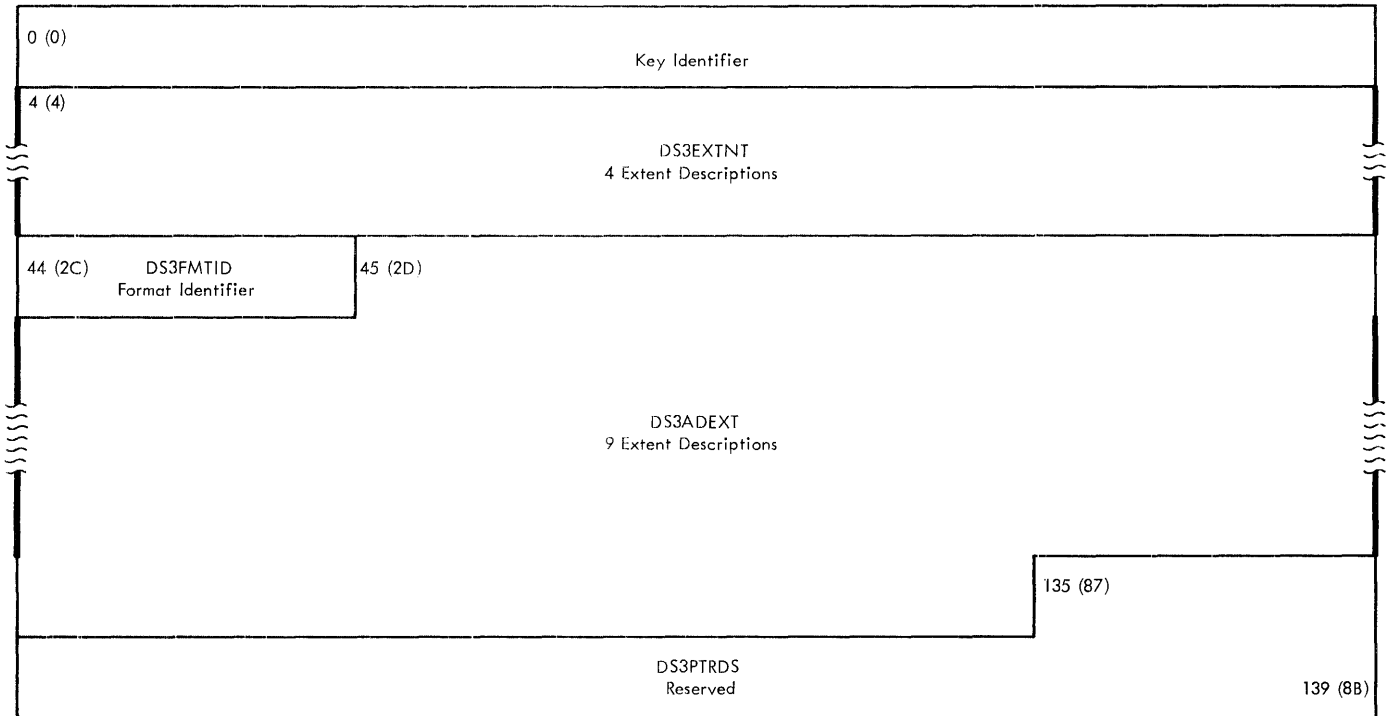 0 (0)
Key Identifier
4 (4)
DS3EXTNT
4 Extent Descriptions
44 (2C) DS3FMTID 45 (2D)
Format Identifier
DS3ADEXT
9 Extent Descriptions
135 (87)
DS3PTRDS
Reserved
139 (8B)